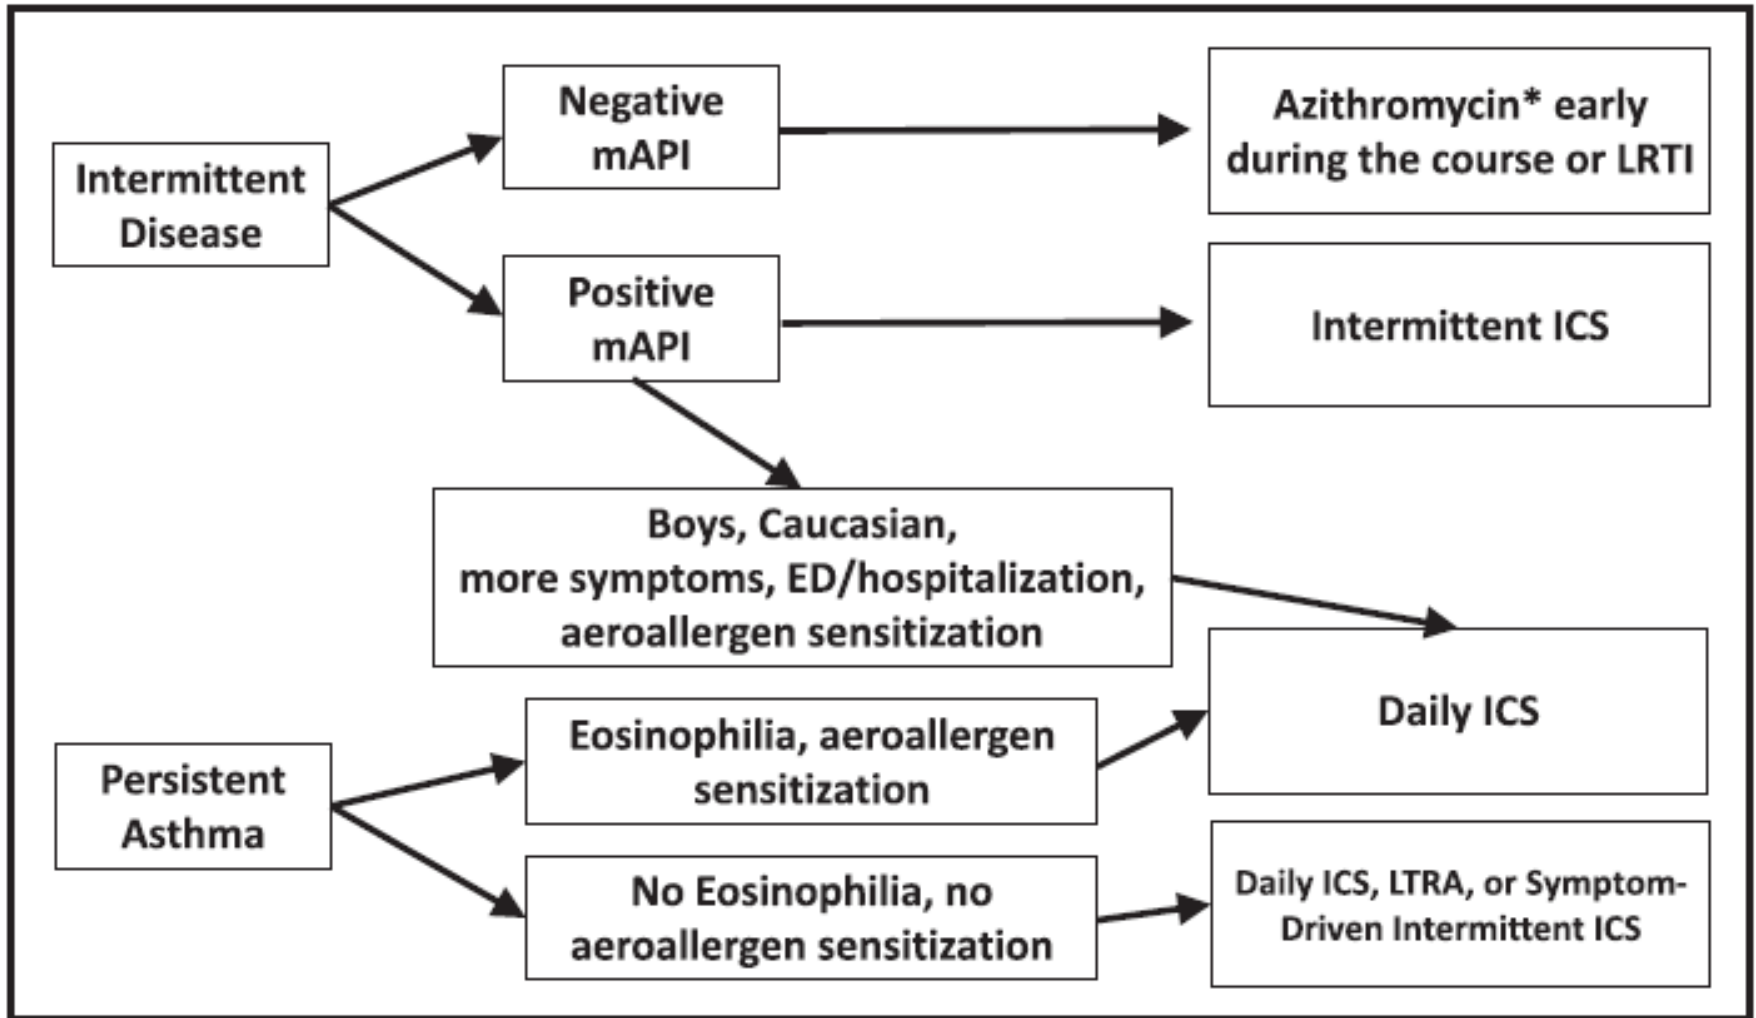 Negative
mAPI
Azithromycin* early
during the course or LRTI
Intermittent
Disease
Positive
mAPI
Intermittent ICS
Boys, Caucasian,
more symptoms, ED/hospitalization,
aeroallergen sensitization
Daily ICS
Eosinophilia, aeroallergen
sensitization
Persistent
Asthma
No Eosinophilia, no
aeroallergen sensitization
Daily ICS, LTRA, or Symptom-
Driven Intermittent ICS